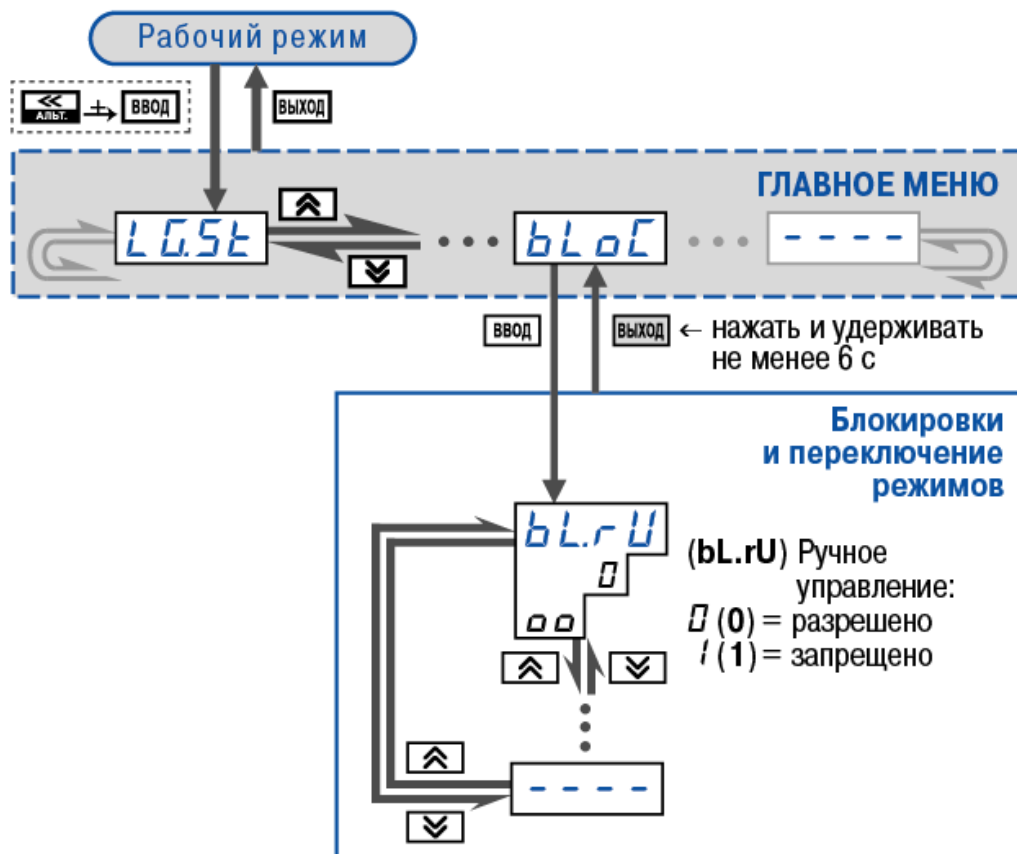 Рабочий режим
<<
АЛЬТ.
ВВОД
ВЫХОД
ГЛАВНОЕ МЕНЮ
LG.St
bLoC
- - - -
ВВОД
ВЫХОД ← нажать и удерживать
не менее 6 с
Блокировки
и переключение
режимов
bL.rU
0
oo
(bL.rU) Ручное
управление:
0 (0) = разрешено
1 (1) = запрещено
- - - -